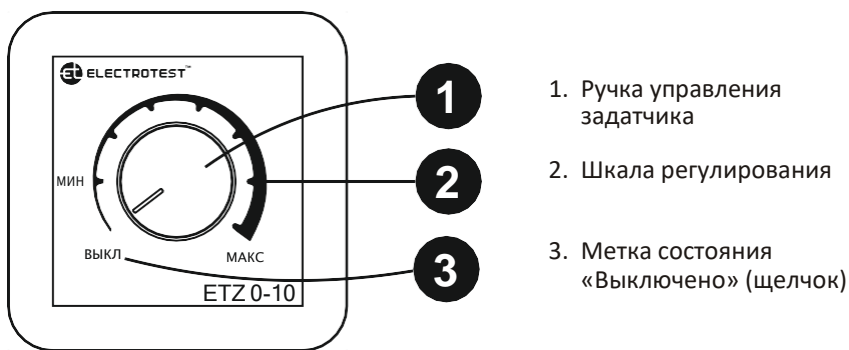 ELECTROTEST™
МИН
ВЫКЛ
МАКС
ETZ 0-10
1
2
3
1. Ручка управления
задатчика
2. Шкала регулирования
3. Метка состояния
«Выключено» (щелчок)